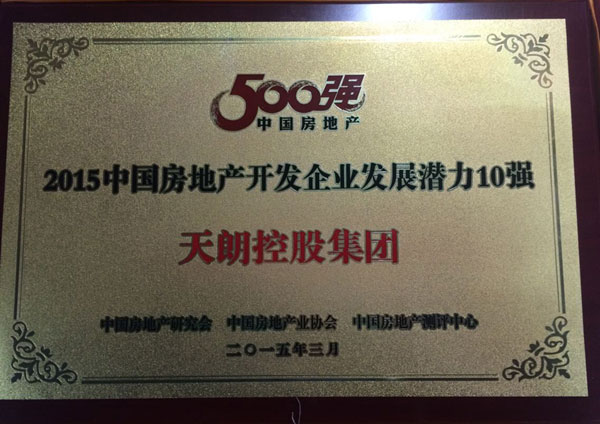 500强
中国房地产
2015中国房地产开发企业发展潜力10强
天朗控股集团
中国房地产研究会 中国房地产业协会 中国房地产测评中心
二〇一五年三月